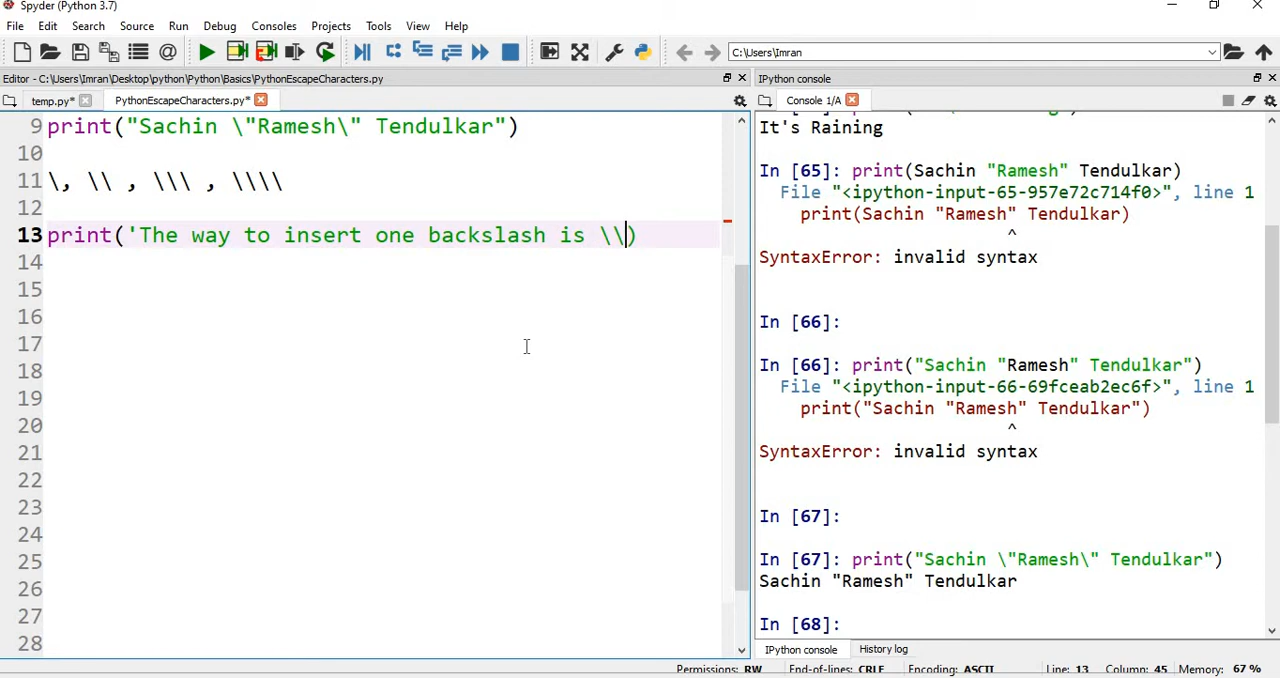 Spyder (Python 3.7)
File Edit Search Source Run Debug Consoles Projects Tools View Help
C:\Users\Imran
Editor - C:\Users\Imran\Desktop\python\Python\Basics\PythonEscapeCharacters.py
IPython console
temp.py* PythonEscapeCharacters.py*
Console 1/A
9 print("Sachin \"Ramesh\" Tendulkar")
10
11 \, \\ , \\\ , \\\\
12
13 print('The way to insert one backslash is \\)
14
15
16
17
18
19
20
21
22
23
24
25
26
27
28
It's Raining
In [65]: print(Sachin "Ramesh" Tendulkar)
File "<ipython-input-65-957e72c714f0>", line 1
print(Sachin "Ramesh" Tendulkar)
^
SyntaxError: invalid syntax
In [66]:
In [66]: print("Sachin "Ramesh" Tendulkar")
File "<ipython-input-66-69fceab2ec6f>", line 1
print("Sachin "Ramesh" Tendulkar")
^
SyntaxError: invalid syntax
In [67]:
In [67]: print("Sachin \"Ramesh\" Tendulkar")
Sachin "Ramesh" Tendulkar
In [68]:
IPython console History log
Permissions: RW End-of-lines: CRLF Encoding: ASCII Line: 13 Column: 45 Memory: 67 %